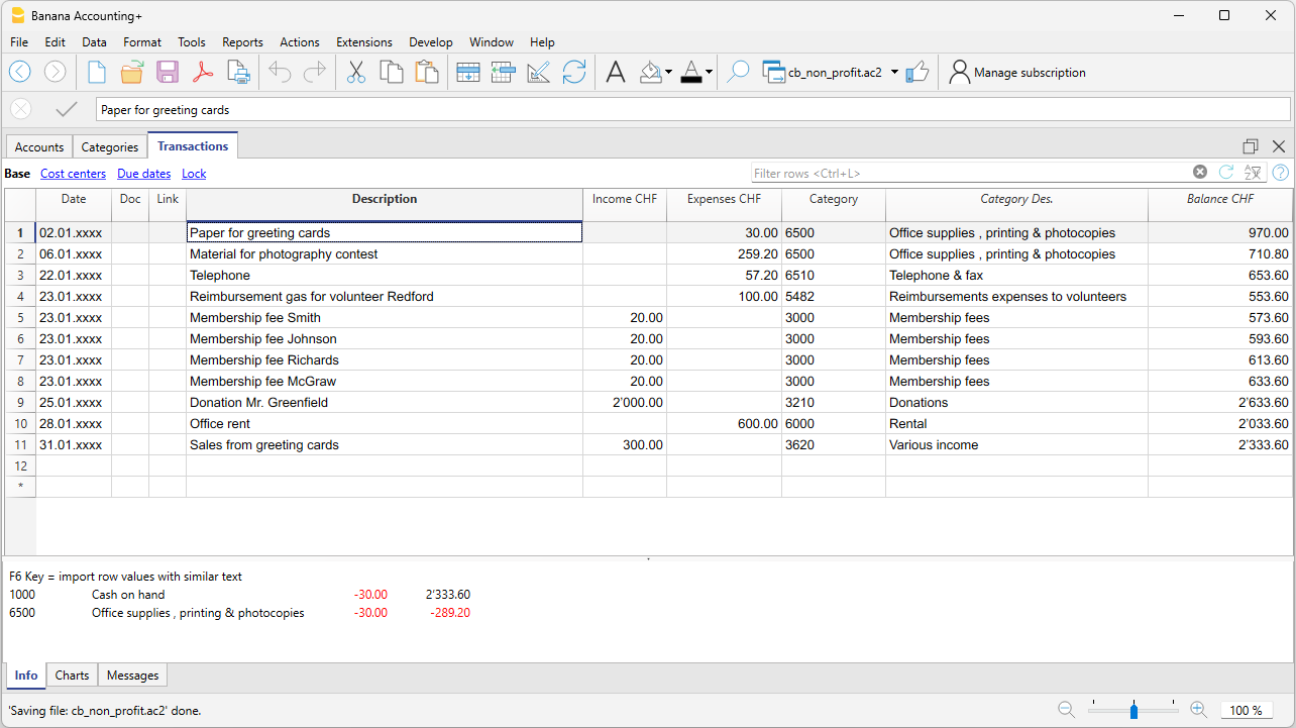 Banana Accounting+
File Edit Data Format Tools Reports Actions Extensions Develop Window Help
cb_non_profit.ac2 Manage subscription
Paper for greeting cards
Accounts Categories Transactions
Base Cost centers Due dates Lock Filter rows <Ctrl+L>
Date Doc Link Description Income CHF Expenses CHF Category Category Des. Balance CHF
1 02.01.xxxx Paper for greeting cards 30.00 6500 Office supplies , printing & photocopies 970.00
2 06.01.xxxx Material for photography contest 259.20 6500 Office supplies , printing & photocopies 710.80
3 22.01.xxxx Telephone 57.20 6510 Telephone & fax 653.60
4 23.01.xxxx Reimbursement gas for volunteer Redford 100.00 5482 Reimbursements expenses to volunteers 553.60
5 23.01.xxxx Membership fee Smith 20.00 3000 Membership fees 573.60
6 23.01.xxxx Membership fee Johnson 20.00 3000 Membership fees 593.60
7 23.01.xxxx Membership fee Richards 20.00 3000 Membership fees 613.60
8 23.01.xxxx Membership fee McGraw 20.00 3000 Membership fees 633.60
9 25.01.xxxx Donation Mr. Greenfield 2'000.00 3210 Donations 2'633.60
10 28.01.xxxx Office rent 600.00 6000 Rental 2'033.60
11 31.01.xxxx Sales from greeting cards 300.00 3620 Various income 2'333.60
12
*
F6 Key = import row values with similar text
1000 Cash on hand -30.00 2'333.60
6500 Office supplies , printing & photocopies -30.00 -289.20
Info Charts Messages
'Saving file: cb_non_profit.ac2' done. 100 %